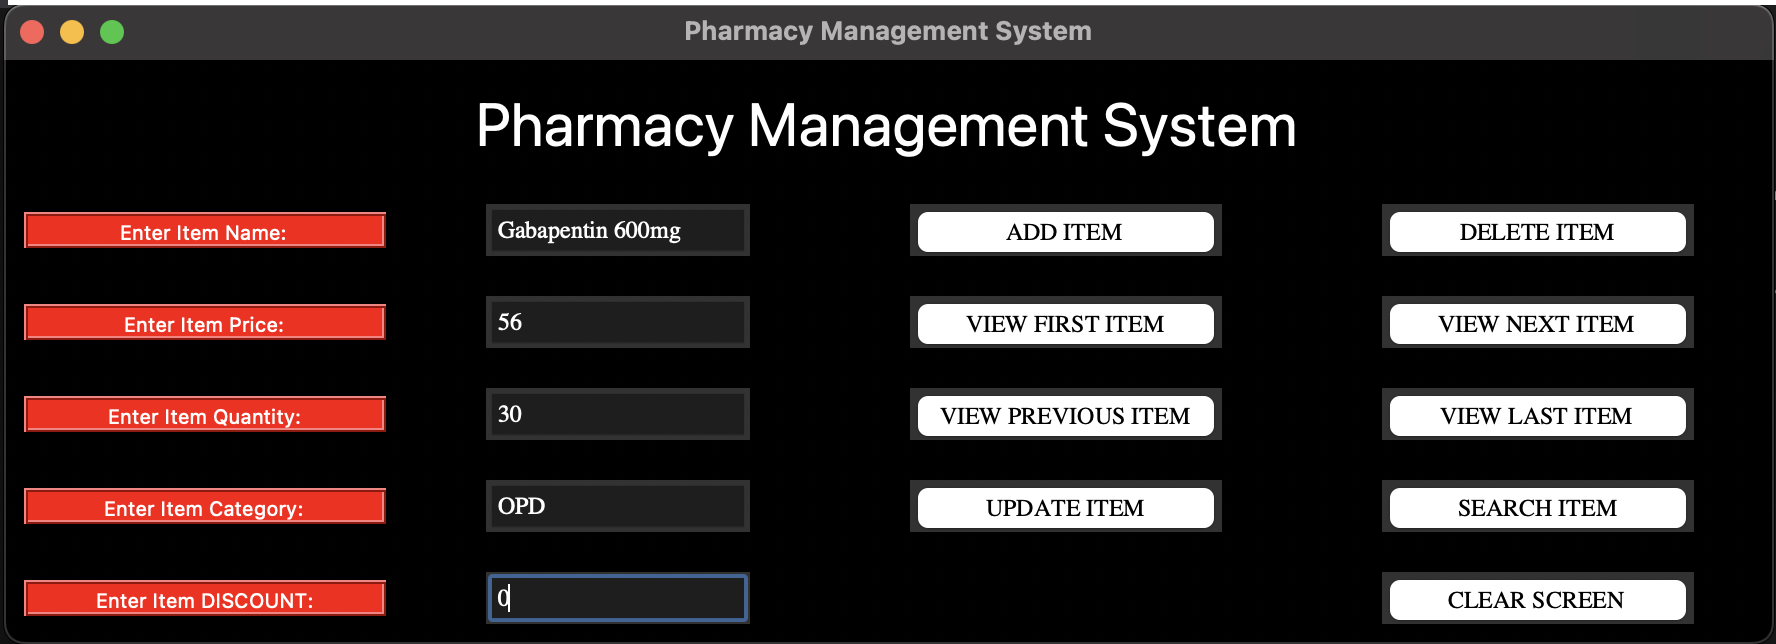 Pharmacy Management System
Pharmacy Management System
Enter Item Name: Gabapentin 600mg ADD ITEM DELETE ITEM
Enter Item Price: 56 VIEW FIRST ITEM VIEW NEXT ITEM
Enter Item Quantity: 30 VIEW PREVIOUS ITEM VIEW LAST ITEM
Enter Item Category: OPD UPDATE ITEM SEARCH ITEM
Enter Item DISCOUNT: 0 CLEAR SCREEN